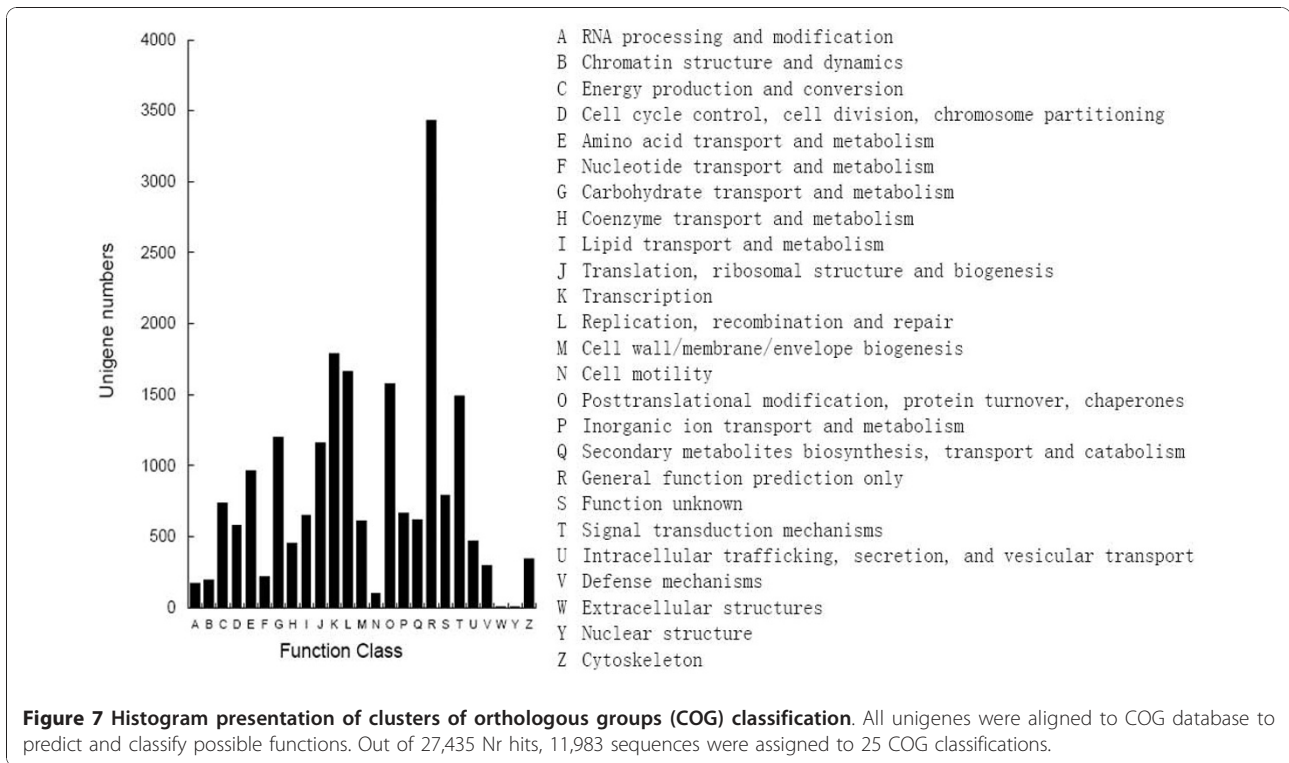 4000
3500
3000
2500
2000
1500
1000
500
0
Unigene numbers
A B C D E F G H I J K L M N O P Q R S T U V W Y Z
Function Class
A RNA processing and modification
B Chromatin structure and dynamics
C Energy production and conversion
D Cell cycle control, cell division, chromosome partitioning
E Amino acid transport and metabolism
F Nucleotide transport and metabolism
G Carbohydrate transport and metabolism
H Coenzyme transport and metabolism
I Lipid transport and metabolism
J Translation, ribosomal structure and biogenesis
K Transcription
L Replication, recombination and repair
M Cell wall/membrane/envelope biogenesis
N Cell motility
O Posttranslational modification, protein turnover, chaperones
P Inorganic ion transport and metabolism
Q Secondary metabolites biosynthesis, transport and catabolism
R General function prediction only
S Function unknown
T Signal transduction mechanisms
U Intracellular trafficking, secretion, and vesicular transport
V Defense mechanisms
W Extracellular structures
Y Nuclear structure
Z Cytoskeleton
Figure 7 Histogram presentation of clusters of orthologous groups (COG) classification. All unigenes were aligned to COG database to
predict and classify possible functions. Out of 27,435 Nr hits, 11,983 sequences were assigned to 25 COG classifications.